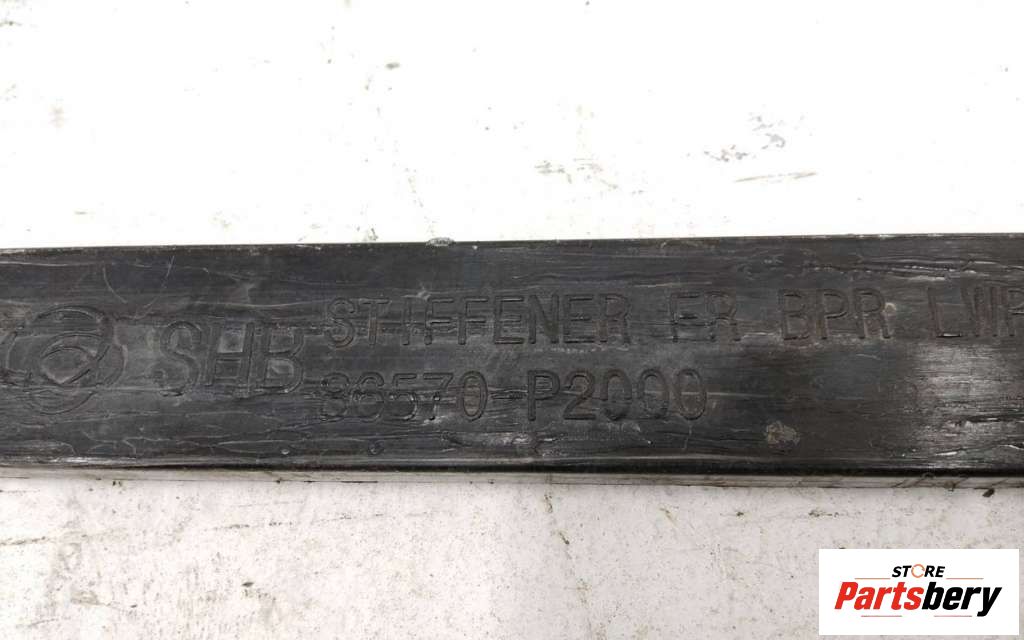 SHB
STIFFENER FR BPR LWR
86570-P2000
STORE
Partsbery